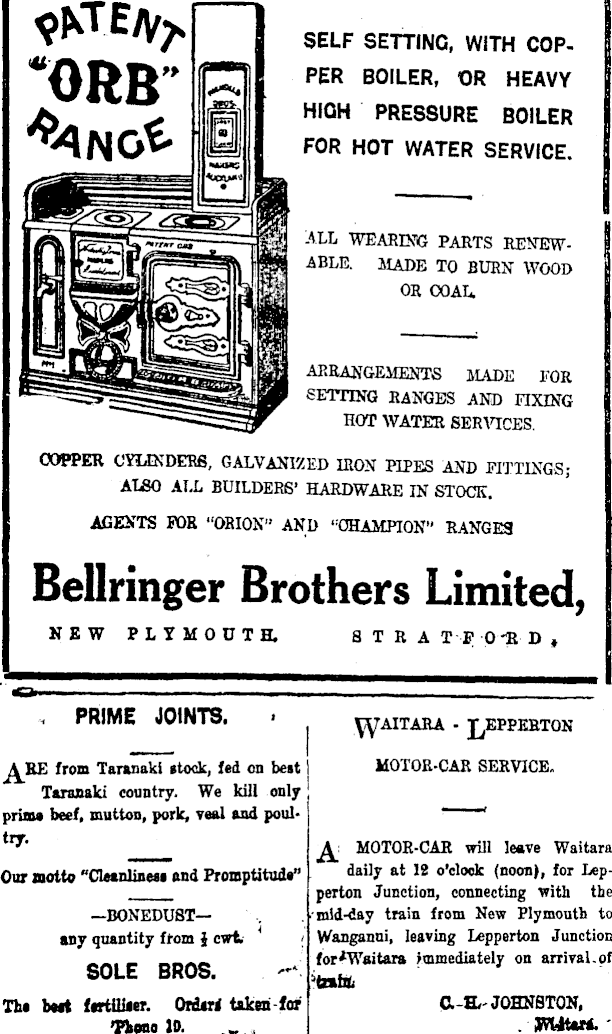 PATENT
"ORB"
RANGE
SELF SETTING, WITH COP-
PER BOILER, OR HEAVY
HIGH PRESSURE BOILER
FOR HOT WATER SERVICE.
ALL WEARING PARTS RENEW-
ABLE. MADE TO BURN WOOD
OR COAL.
ARRANGEMENTS MADE FOR
SETTING RANGES AND FIXING
HOT WATER SERVICES.
PATENT ORB
COPPER CYLINDERS, GALVANIZED IRON PIPES AND FITTINGS;
ALSO ALL BUILDERS' HARDWARE IN STOCK.
AGENTS FOR "ORION" AND "CHAMPION" RANGES
Bellringer Brothers Limited,
NEW PLYMOUTH. STRATFORD.
PRIME JOINTS.
ARE from Taranaki stock, fed on best
Taranaki country. We kill only
prime beef, mutton, pork, veal and poul-
try.
Our motto "Cleanliness and Promptitude"
—BONEDUST—
any quantity from ½ cwt.
SOLE BROS.
The best fertiliser. Orders taken for
'Phone 10.
WAITARA - LEPPERTON
MOTOR-CAR SERVICE.
A MOTOR-CAR will leave Waitara
daily at 12 o'clock (noon), for Lep-
perton Junction, connecting with the
mid-day train from New Plymouth to
Wanganui, leaving Lepperton Junction
for Waitara immediately on arrival of
train.
C. H. JOHNSTON,
Waitara.